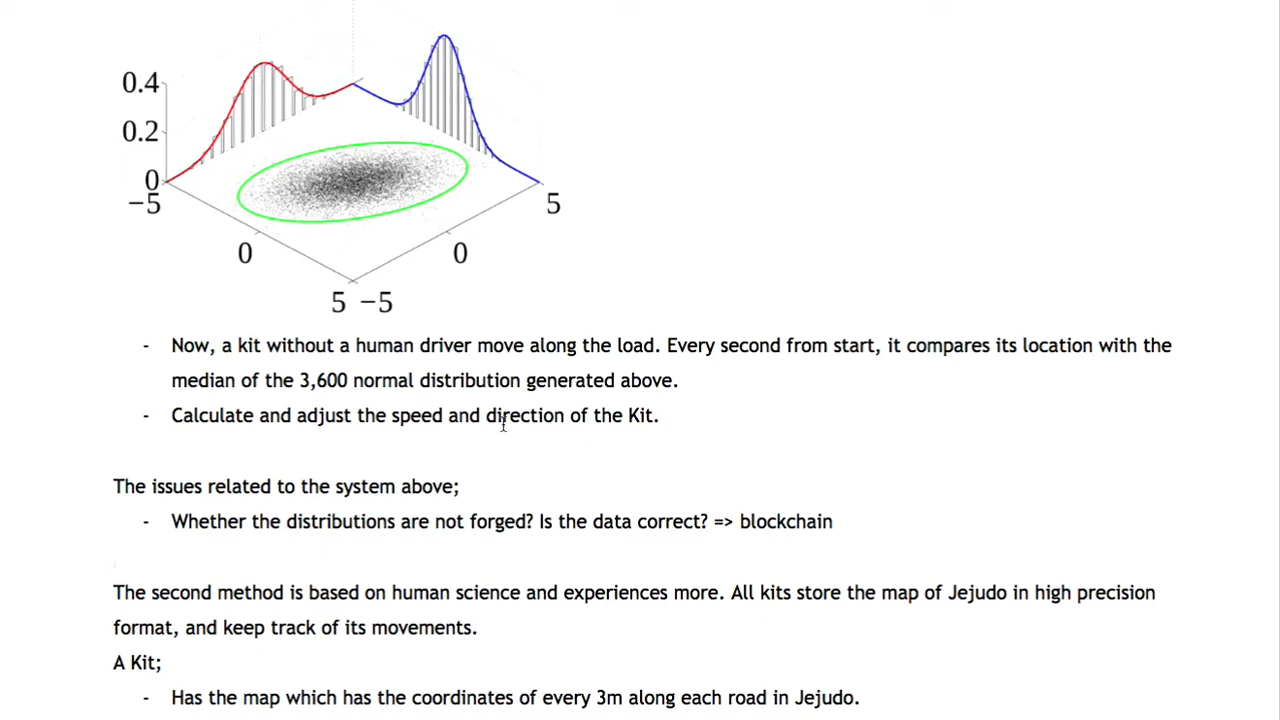 0.4
0.2
0
−5
5
0
0
5 −5
- Now, a kit without a human driver move along the load. Every second from start, it compares its location with the
median of the 3,600 normal distribution generated above.
- Calculate and adjust the speed and direction of the Kit.
The issues related to the system above;
- Whether the distributions are not forged? Is the data correct? => blockchain
The second method is based on human science and experiences more. All kits store the map of Jejudo in high precision
format, and keep track of its movements.
A Kit;
- Has the map which has the coordinates of every 3m along each road in Jejudo.